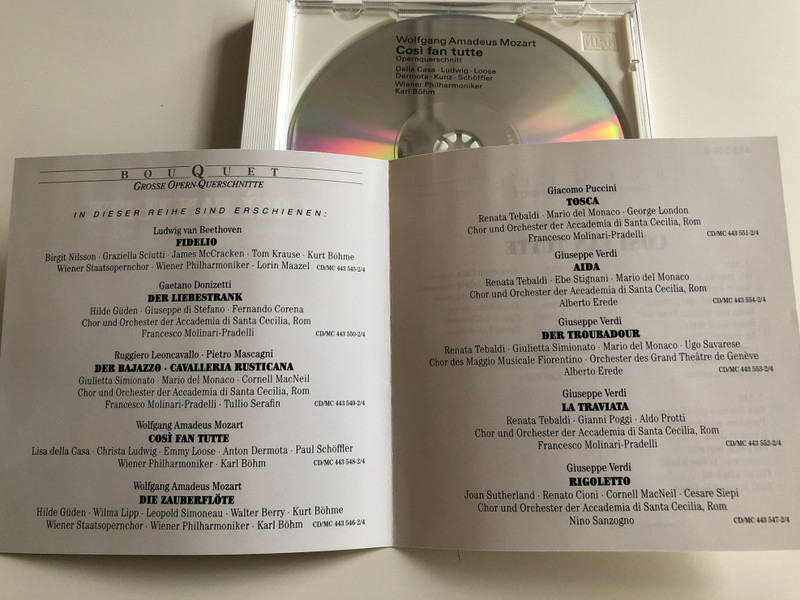 Wolfgang Amadeus Mozart
Così fan tutte
Opernquerschnitt
Della Casa · Ludwig · Loose
Dermota · Kunz · Schöffler
Wiener Philharmoniker
Karl Böhm
BOUQUET
GROSSE OPERN-QUERSCHNITTE
IN DIESER REIHE SIND ERSCHIENEN:
Ludwig van Beethoven
FIDELIO
Birgit Nilsson · Graziella Sciutti · James McCracken · Tom Krause · Kurt Böhme
Wiener Staatsopernchor · Wiener Philharmoniker · Lorin Maazel CD/MC 443 545-2/4
Gaetano Donizetti
DER LIEBESTRANK
Hilde Güden · Giuseppe di Stefano · Fernando Corena
Chor und Orchester der Accademia di Santa Cecilia, Rom
Francesco Molinari-Pradelli CD/MC 443 550-2/4
Ruggiero Leoncavallo · Pietro Mascagni
DER BAJAZZO · CAVALLERIA RUSTICANA
Giulietta Simionato · Mario del Monaco · Cornell MacNeil
Chor und Orchester der Accademia di Santa Cecilia, Rom
Francesco Molinari-Pradelli · Tullio Serafin CD/MC 443 549-2/4
Wolfgang Amadeus Mozart
COSÌ FAN TUTTE
Lisa della Casa · Christa Ludwig · Emmy Loose · Anton Dermota · Paul Schöffler
Wiener Philharmoniker · Karl Böhm CD/MC 443 548-2/4
Wolfgang Amadeus Mozart
DIE ZAUBERFLÖTE
Hilde Güden · Wilma Lipp · Leopold Simoneau · Walter Berry · Kurt Böhme
Wiener Staatsopernchor · Wiener Philharmoniker · Karl Böhm CD/MC 443 546-2/4
Giacomo Puccini
TOSCA
Renata Tebaldi · Mario del Monaco · George London
Chor und Orchester der Accademia di Santa Cecilia, Rom
Francesco Molinari-Pradelli CD/MC 443 551-2/4
Giuseppe Verdi
AIDA
Renata Tebaldi · Ebe Stignani · Mario del Monaco
Chor und Orchester der Accademia di Santa Cecilia, Rom
Alberto Erede CD/MC 443 554-2/4
Giuseppe Verdi
DER TROUBADOUR
Renata Tebaldi · Giulietta Simionato · Mario del Monaco · Ugo Savarese
Chor des Maggio Musicale Fiorentino · Orchester des Grand Theâtre de Genève
Alberto Erede CD/MC 443 553-2/4
Giuseppe Verdi
LA TRAVIATA
Renata Tebaldi · Gianni Poggi · Aldo Protti
Chor und Orchester der Accademia di Santa Cecilia, Rom
Francesco Molinari-Pradelli CD/MC 443 552-2/4
Giuseppe Verdi
RIGOLETTO
Joan Sutherland · Renato Cioni · Cornell MacNeil · Cesare Siepi
Chor und Orchester der Accademia di Santa Cecilia, Rom
Nino Sanzogno CD/MC 443 547-2/4